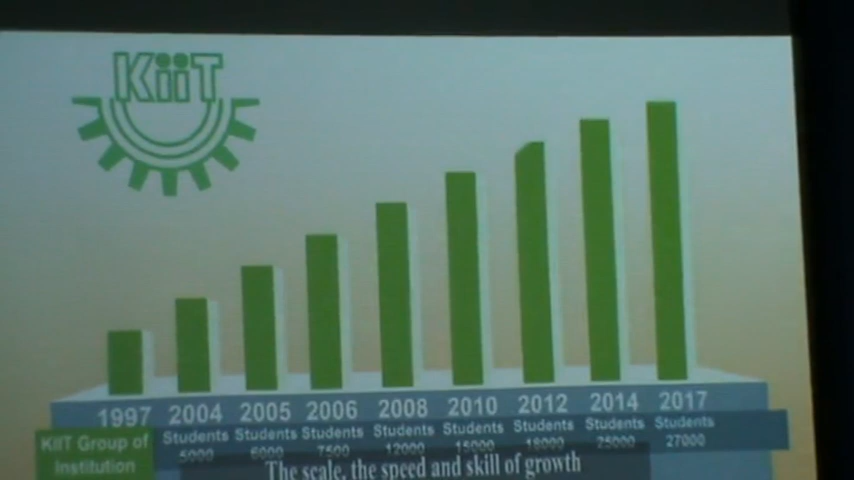 KiiT
1997 2004 2005 2006 2008 2010 2012 2014 2017
Students Students Students Students Students Students Students Students
5000 6000 7500 12000 15000 18000 25000 27000
KIIT Group of
Institution
The scale, the speed and skill of growth